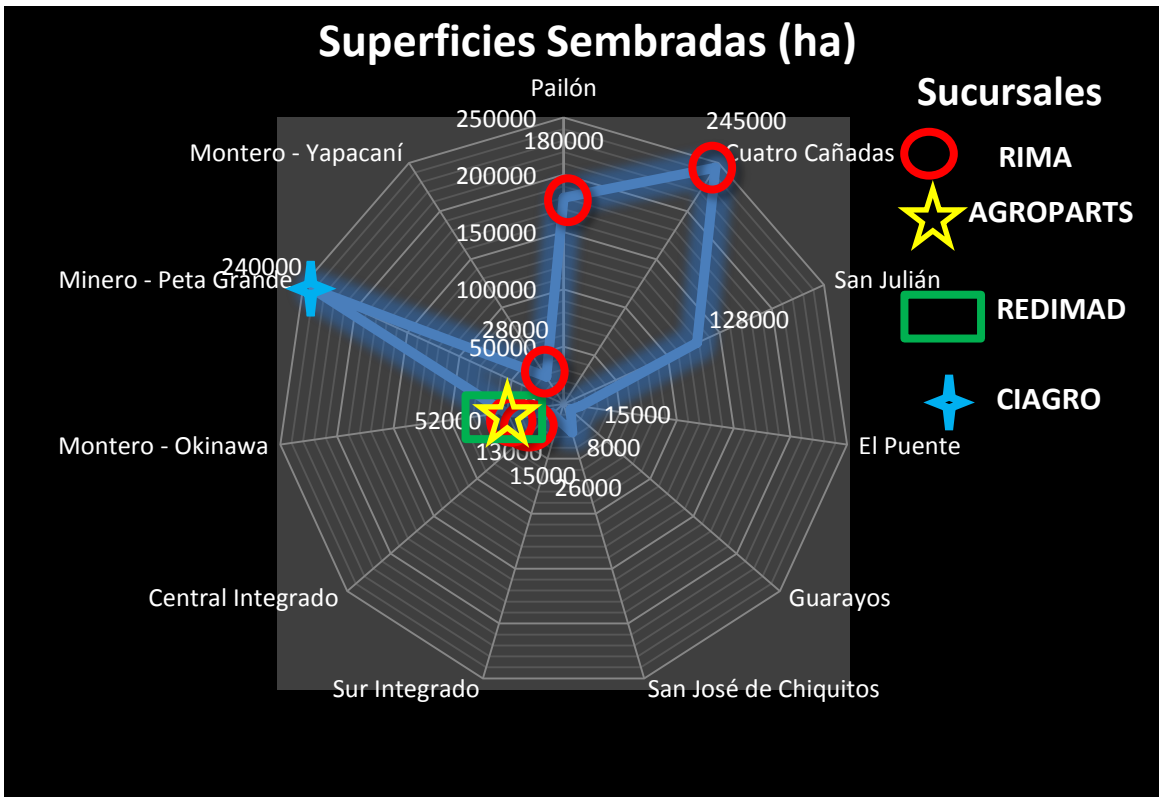 Superficies Sembradas (ha)
Pailón
Cuatro Cañadas
San Julián
El Puente
Guarayos
San José de Chiquitos
Sur Integrado
Central Integrado
Montero - Okinawa
Minero - Peta Grande
Montero - Yapacaní
250000
200000
150000
100000
50000
180000
245000
128000
15000
8000
26000
15000
13000
52000
240000
28000
Sucursales
RIMA
AGROPARTS
REDIMAD
CIAGRO